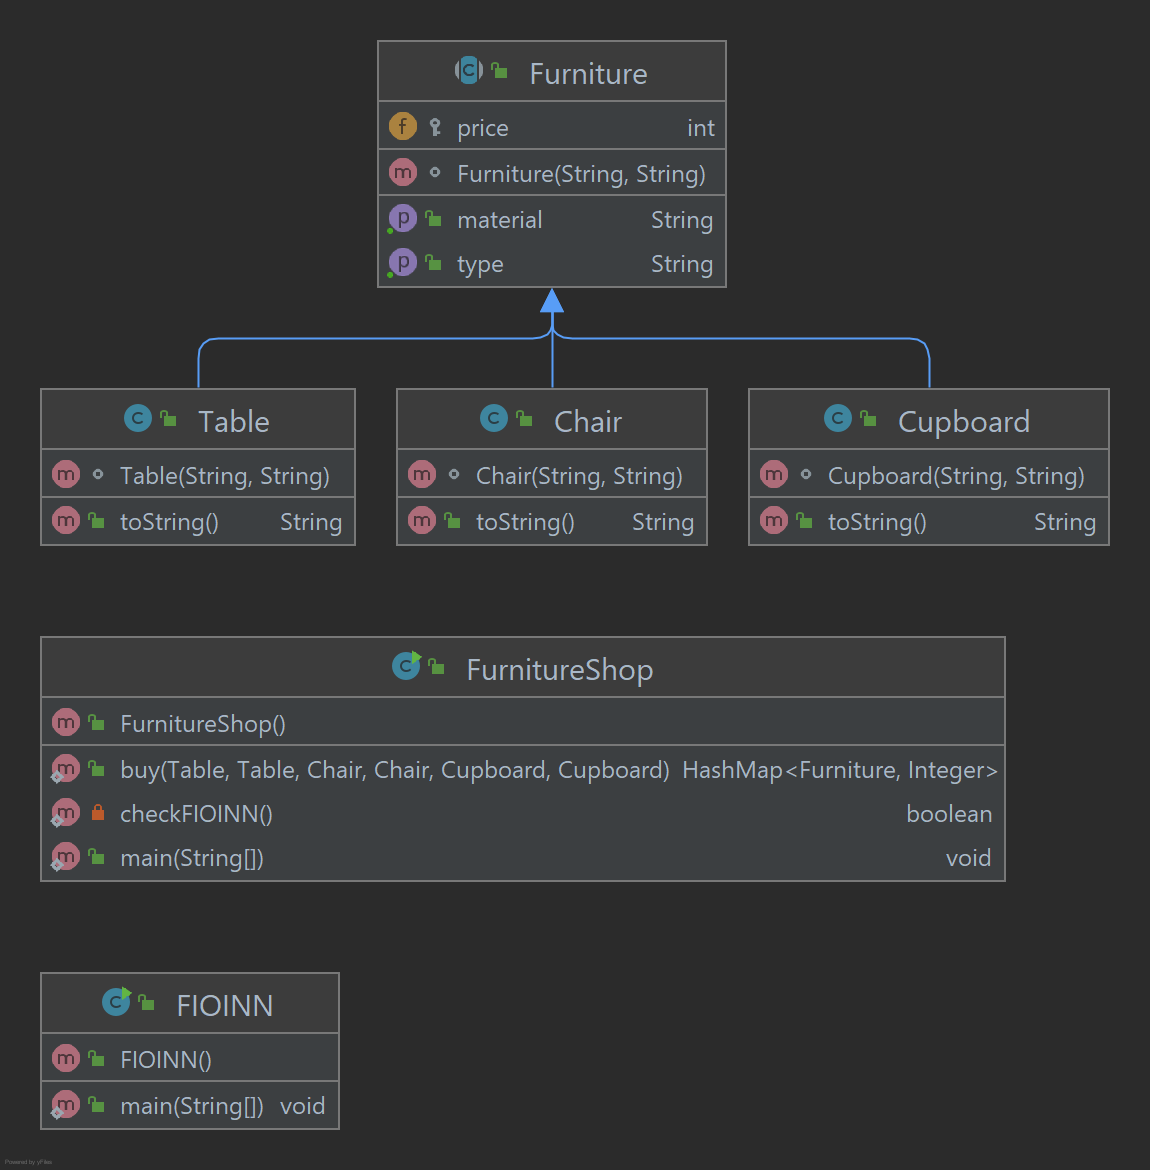 Furniture
price int
Furniture(String, String)
material String
type String
Table
Table(String, String)
toString() String
Chair
Chair(String, String)
toString() String
Cupboard
Cupboard(String, String)
toString() String
FurnitureShop
FurnitureShop()
buy(Table, Table, Chair, Chair, Cupboard, Cupboard) HashMap<Furniture, Integer>
checkFIOINN() boolean
main(String[]) void
FIOINN
FIOINN()
main(String[]) void
Powered by yFiles